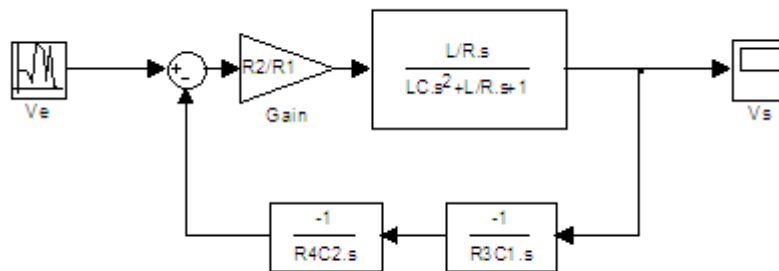 Ve
+
-
R2/R1
Gain
L/R.s
LC.s²+L/R.s+1
Vs
-1
R4C2.s
-1
R3C1.s